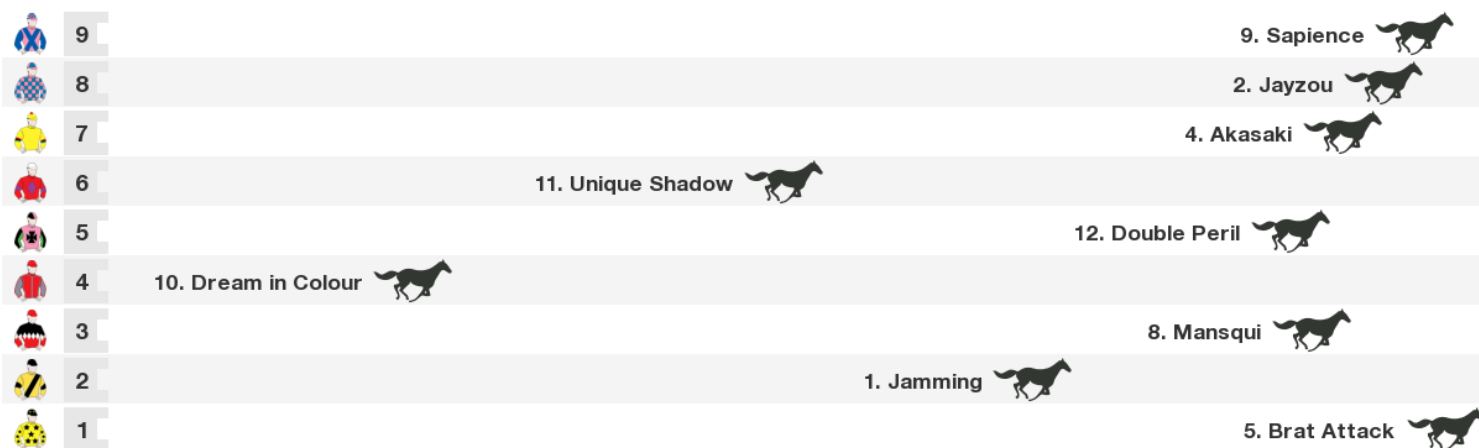 9 9. Sapience
8 2. Jayzou
7 4. Akasaki
6 11. Unique Shadow
5 12. Double Peril
4 10. Dream in Colour
3 8. Mansqui
2 1. Jamming
1 5. Brat Attack